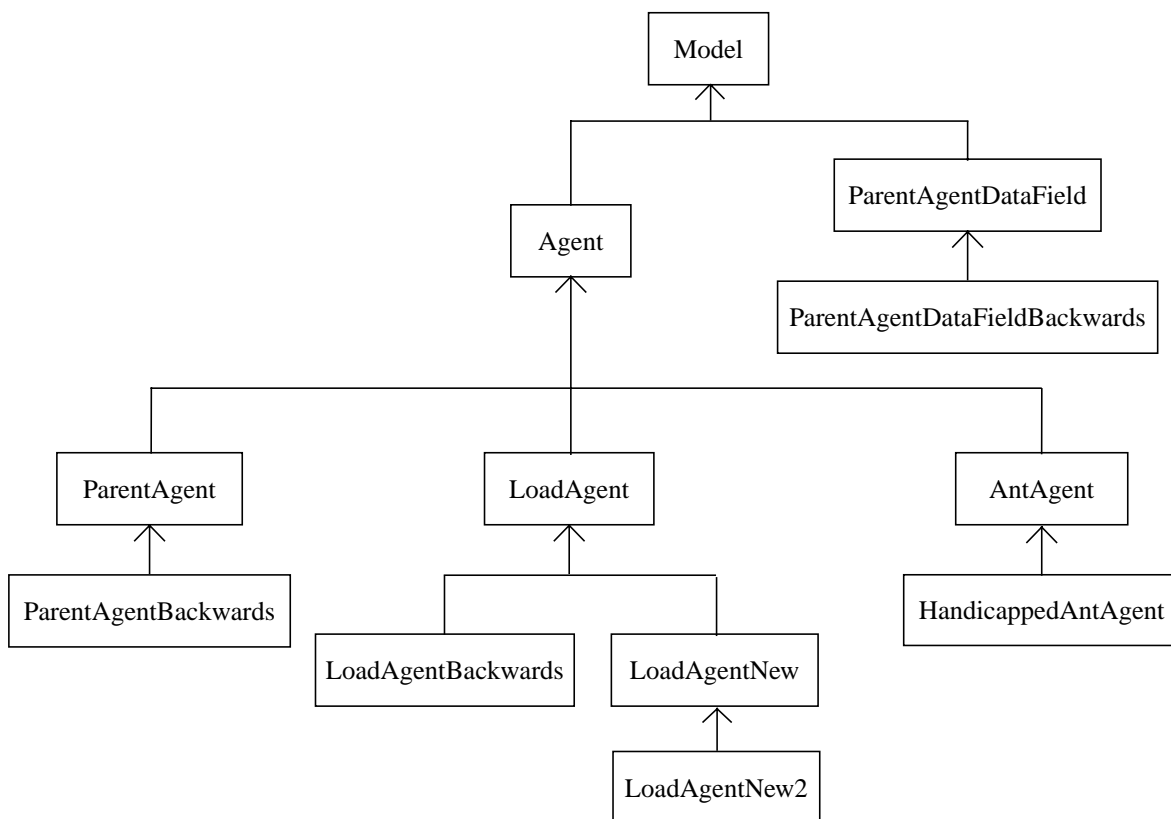 Model
ParentAgentDataField
Agent
ParentAgentDataFieldBackwards
ParentAgent
LoadAgent
AntAgent
ParentAgentBackwards
HandicappedAntAgent
LoadAgentBackwards
LoadAgentNew
LoadAgentNew2